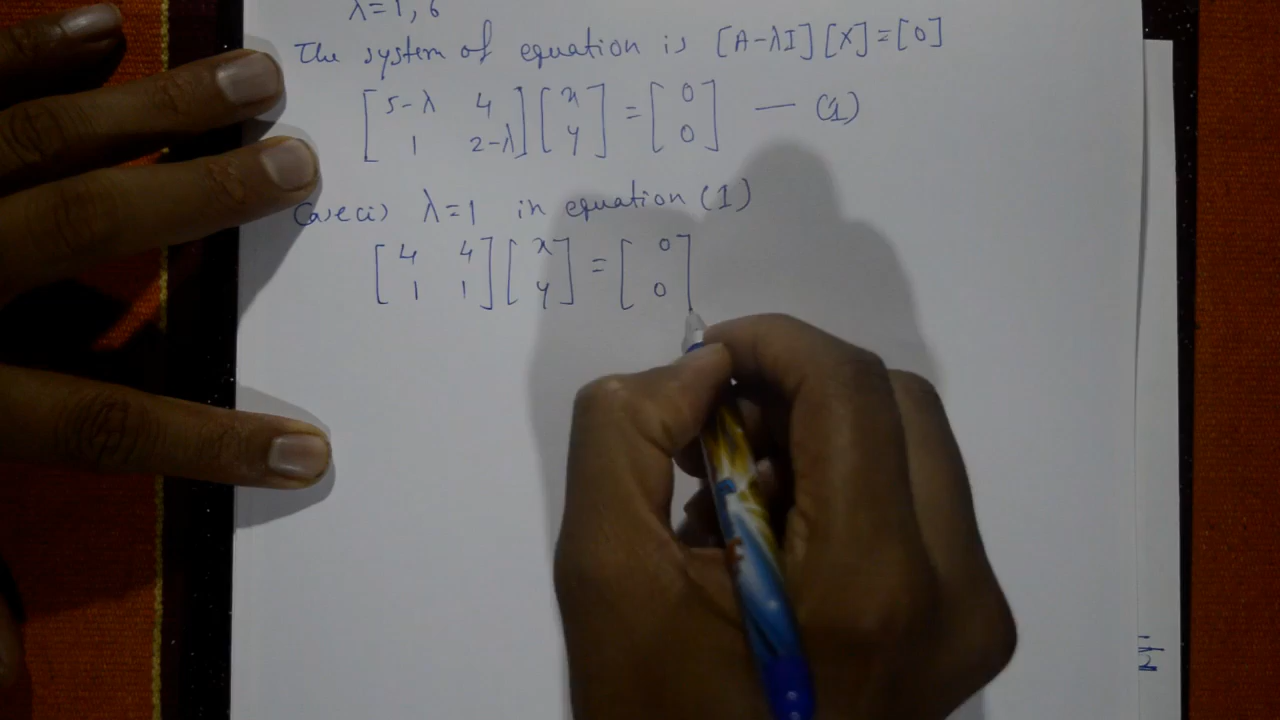 λ=1, 6
The system of equation is [A-λI][X]=[0]
[5-λ 4 1 2-λ] [x y] = [0 0] — (1)
Case(i) λ=1 in equation (1)
[4 4 1 1] [x y] = [0 0]